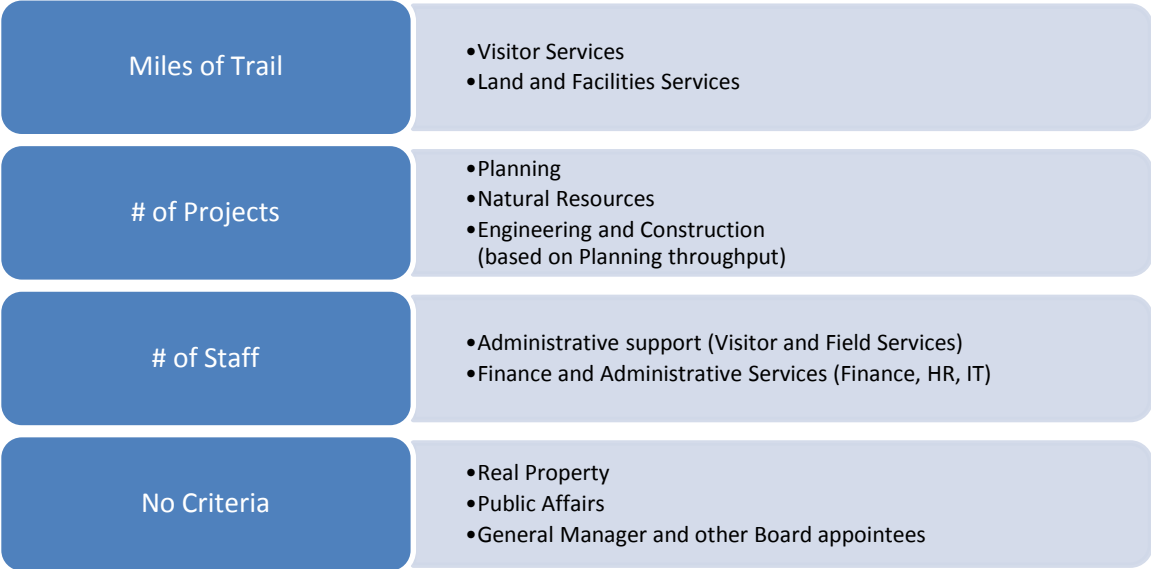 Miles of Trail
•Visitor Services
•Land and Facilities Services
# of Projects
•Planning
•Natural Resources
•Engineering and Construction
(based on Planning throughput)
# of Staff
•Administrative support (Visitor and Field Services)
•Finance and Administrative Services (Finance, HR, IT)
No Criteria
•Real Property
•Public Affairs
•General Manager and other Board appointees